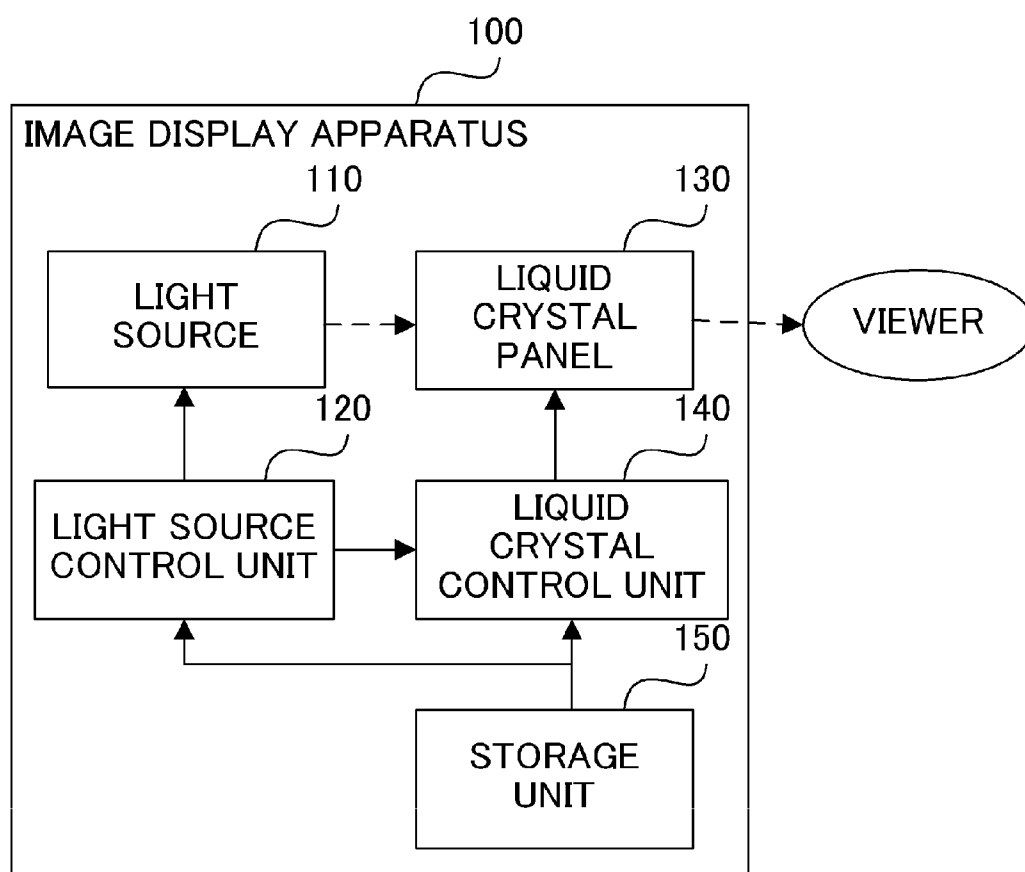 100
IMAGE DISPLAY APPARATUS
110
130
LIGHT
SOURCE
LIQUID
CRYSTAL
PANEL
VIEWER
120
140
LIGHT SOURCE
CONTROL UNIT
LIQUID
CRYSTAL
CONTROL UNIT
150
STORAGE
UNIT